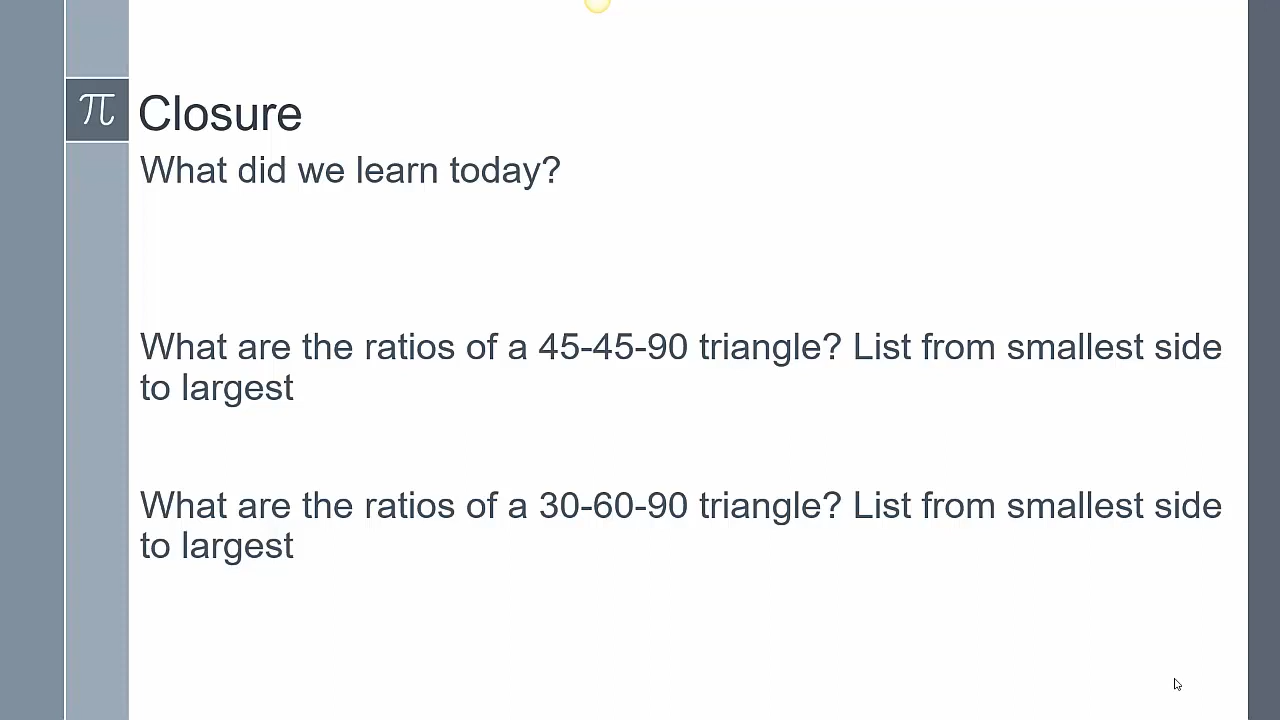 π
Closure
What did we learn today?
What are the ratios of a 45-45-90 triangle? List from smallest side
to largest
What are the ratios of a 30-60-90 triangle? List from smallest side
to largest